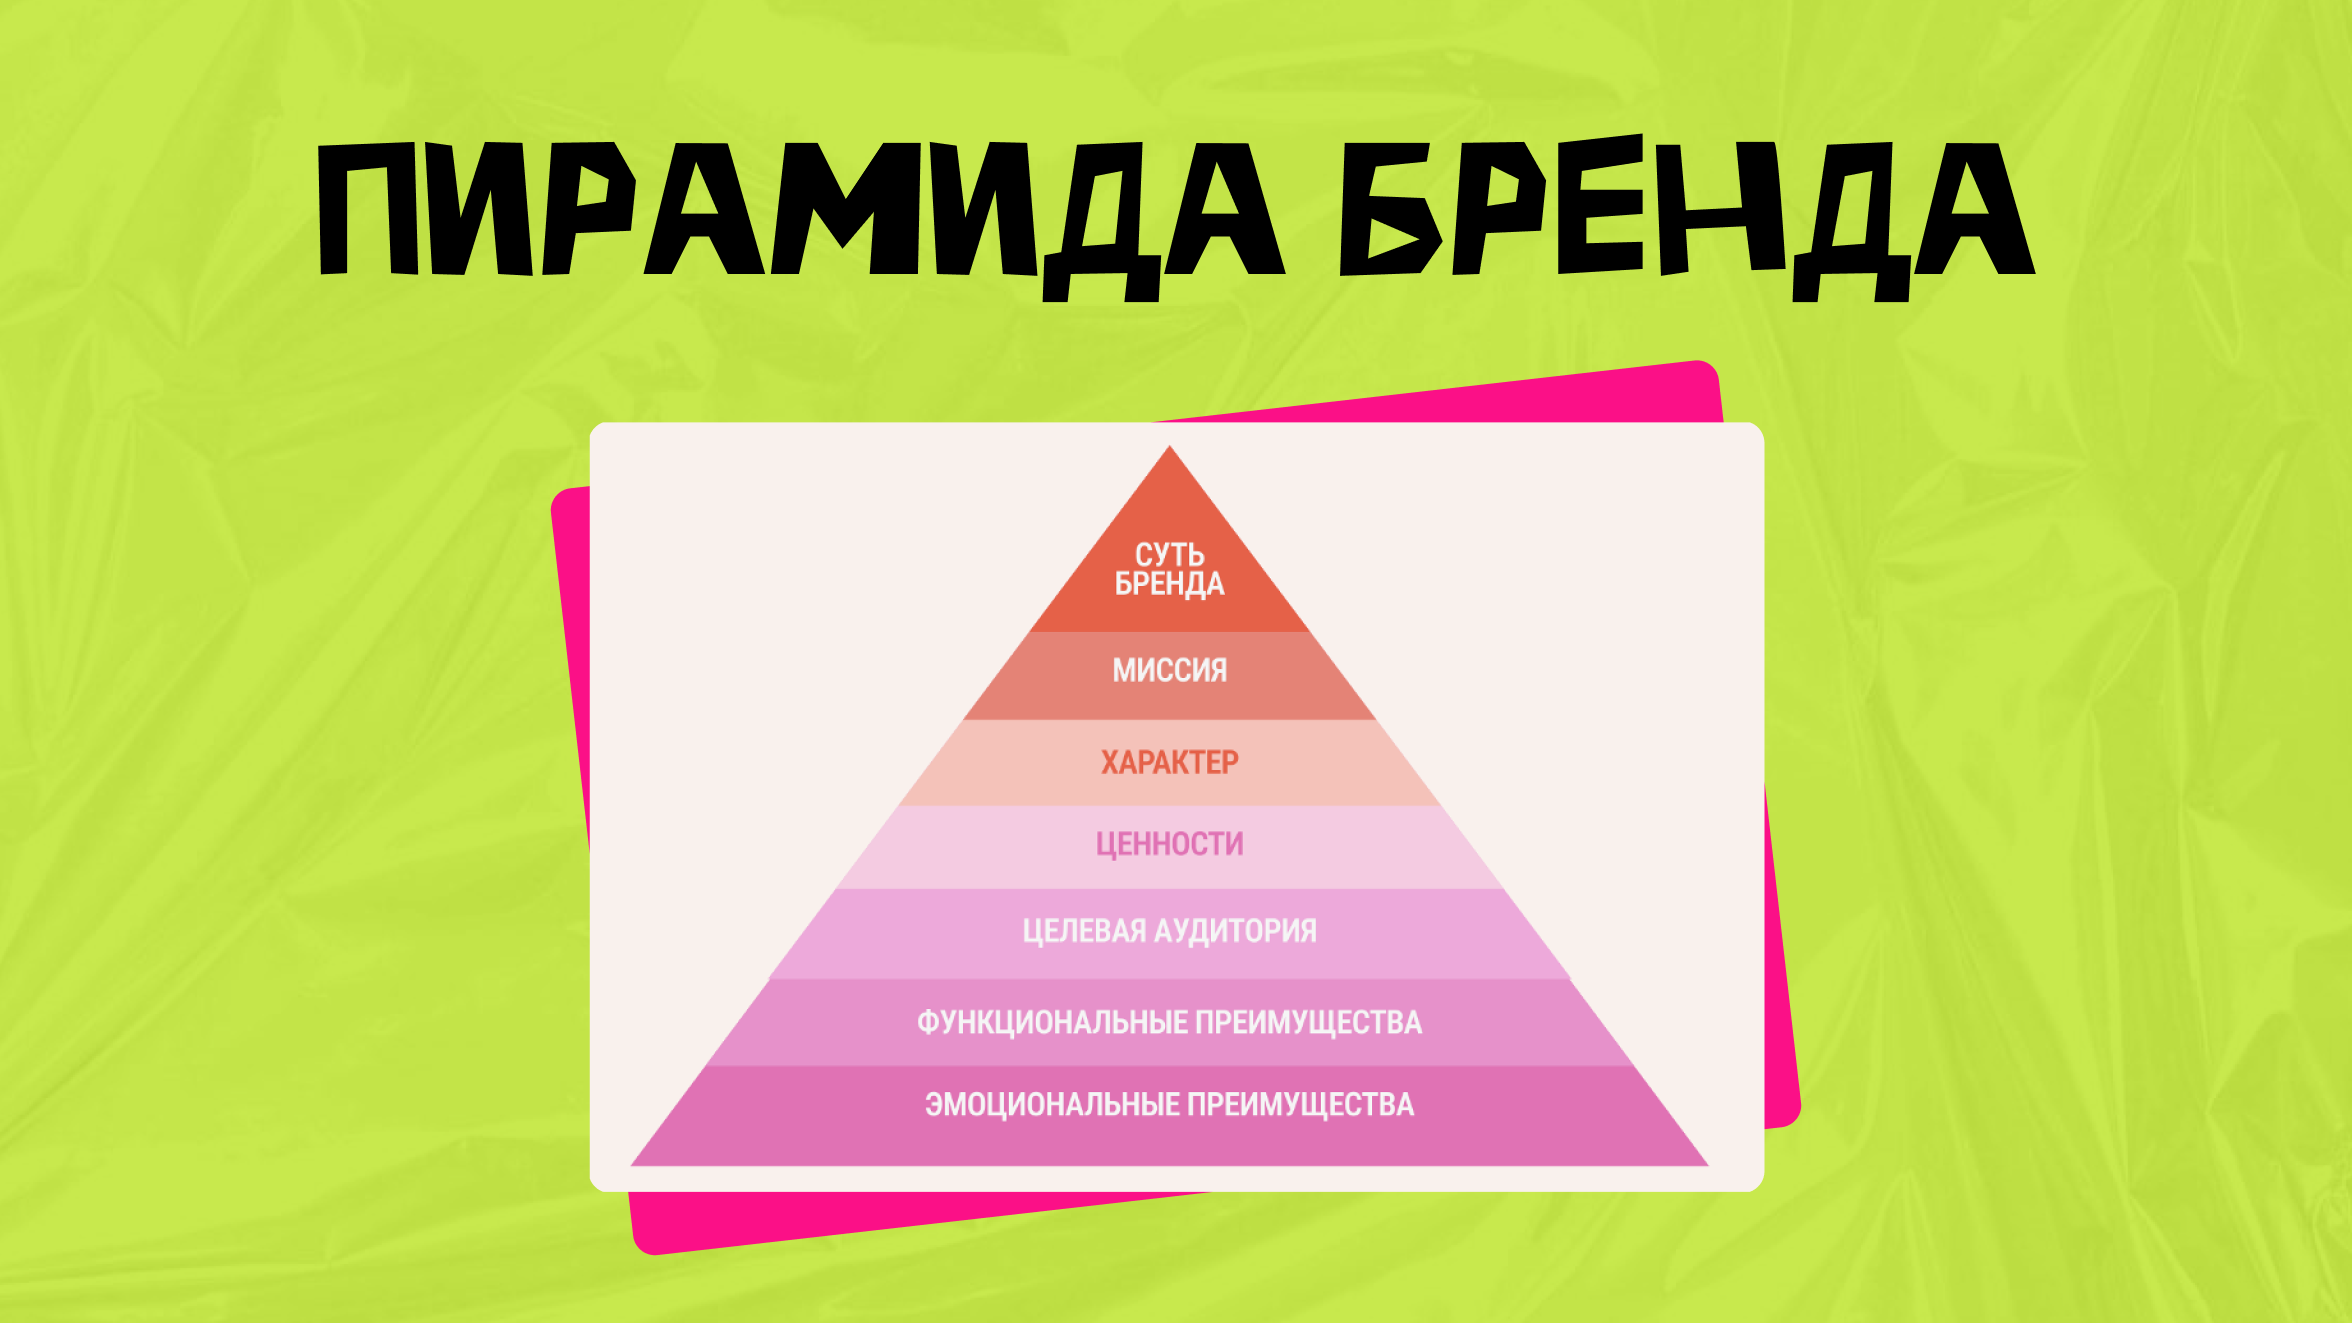 ПИРАМИДА БРЕНДА
СУТЬ
БРЕНДА
МИССИЯ
ХАРАКТЕР
ЦЕННОСТИ
ЦЕЛЕВАЯ АУДИТОРИЯ
ФУНКЦИОНАЛЬНЫЕ ПРЕИМУЩЕСТВА
ЭМОЦИОНАЛЬНЫЕ ПРЕИМУЩЕСТВА